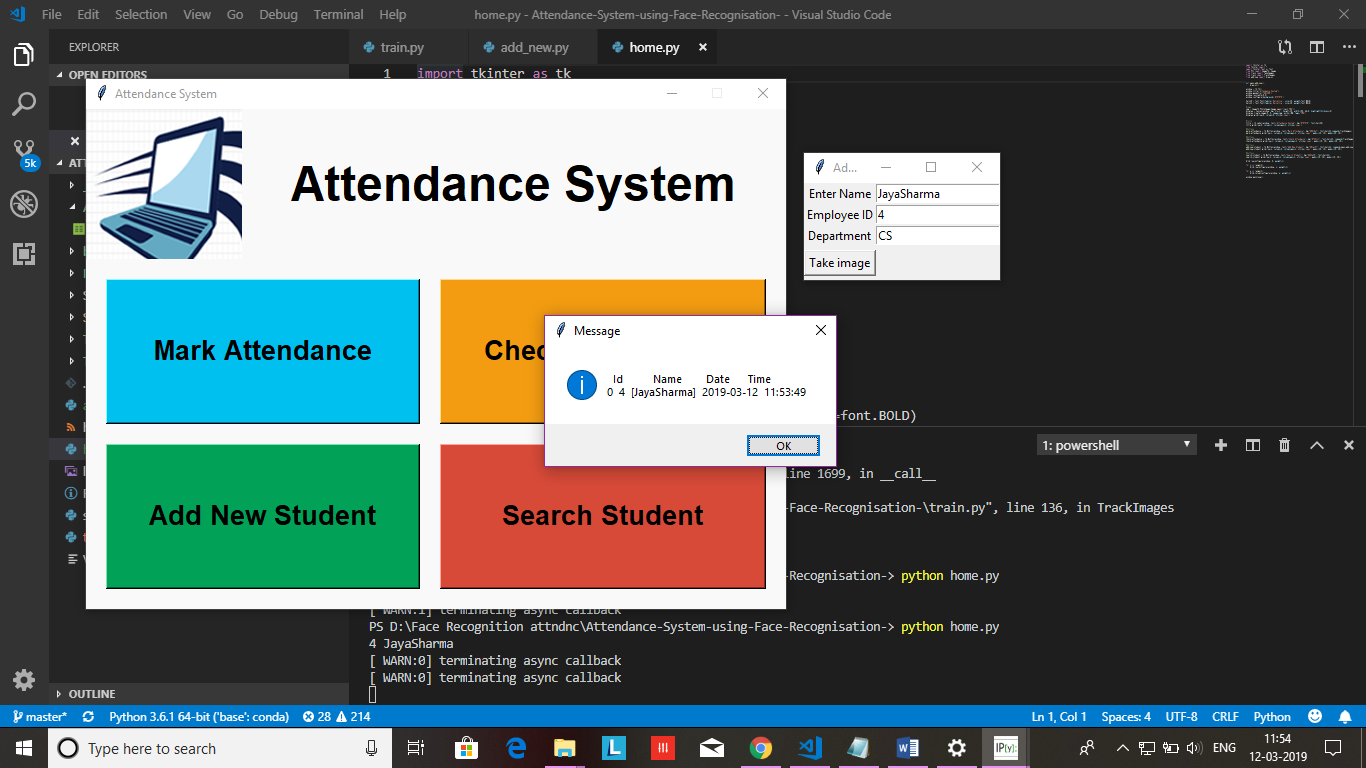 File Edit Selection View Go Debug Terminal Help
home.py - Attendance-System-using-Face-Recognisation- - Visual Studio Code
EXPLORER
train.py
add_new.py
home.py
OPEN EDITORS
1 import tkinter as tk
Attendance System
Attendance System
Ad...
Enter Name JayaSharma
Employee ID 4
Department CS
Take image
5k
ATT
Mark Attendance
Chec
Message
Id Name Date Time
0 4 [JayaSharma] 2019-03-12 11:53:49
OK
=font.BOLD)
1: powershell
Add New Student
Search Student
line 1699, in __call__
-Face-Recognisation-\train.py", line 136, in TrackImages
-Recognisation-> python home.py
[ WARN:1] terminating async callback
PS D:\Face Recognition attndnc\Attendance-System-using-Face-Recognisation-> python home.py
4 JayaSharma
[ WARN:0] terminating async callback
[ WARN:0] terminating async callback
OUTLINE
master* Python 3.6.1 64-bit ('base': conda) 28 214
Ln 1, Col 1 Spaces: 4 UTF-8 CRLF Python
Type here to search
L
IP[y]:
ENG
11:54
12-03-2019